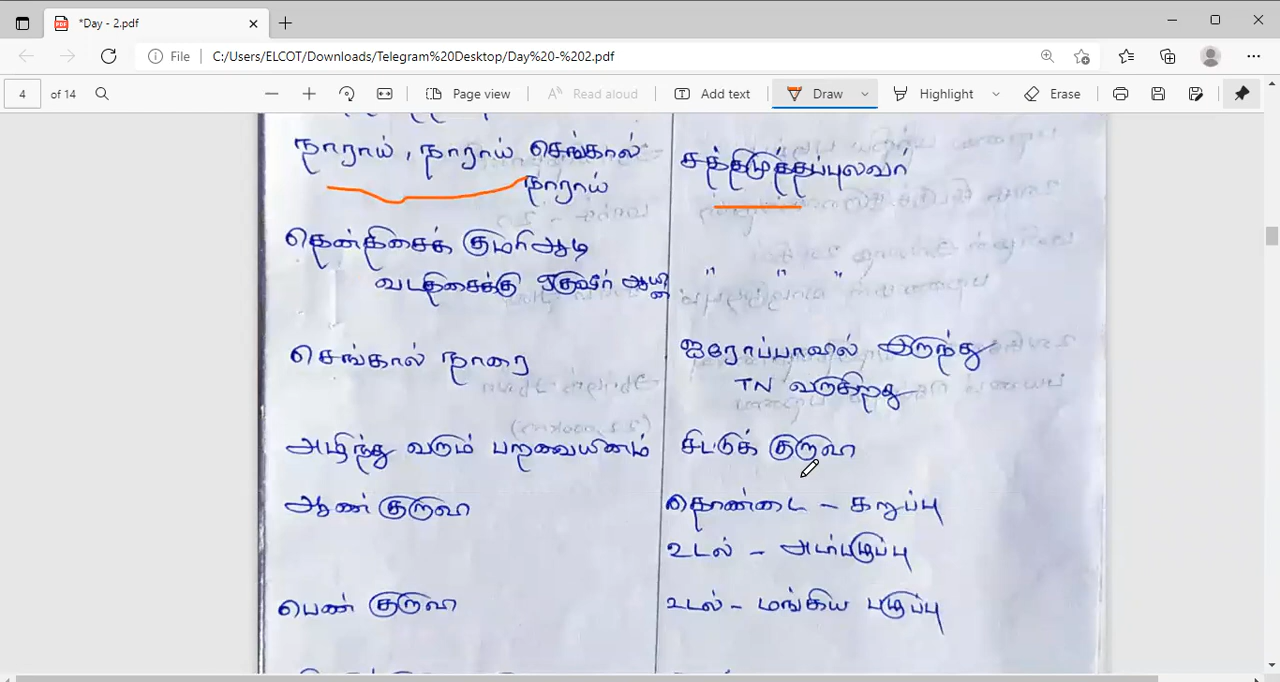 *Day - 2.pdf
File
C:/Users/ELCOT/Downloads/Telegram%20Desktop/Day%20-%202.pdf
4 of 14
Page view
Read aloud
Add text
Draw
Highlight
Erase
நாராய் , நாராய் செங்கால்
நாராய்
சத்திமுத்தப்புலவர்
தென்திசைக் குமரிஆடி
வடதிசைக்கு ஏகுவீர் ஆயின்
" " "
செங்கால் நாரை
ஐரோப்பாவில் இருந்து
TN வருகிறது
அழிந்து வரும் பறவையினம்
சிட்டுக் குருவி
ஆண் குருவி
தொண்டை - கறுப்பு
உடல் - அடர்பழுப்பு
பெண் குருவி
உடல் - மங்கிய பழுப்பு